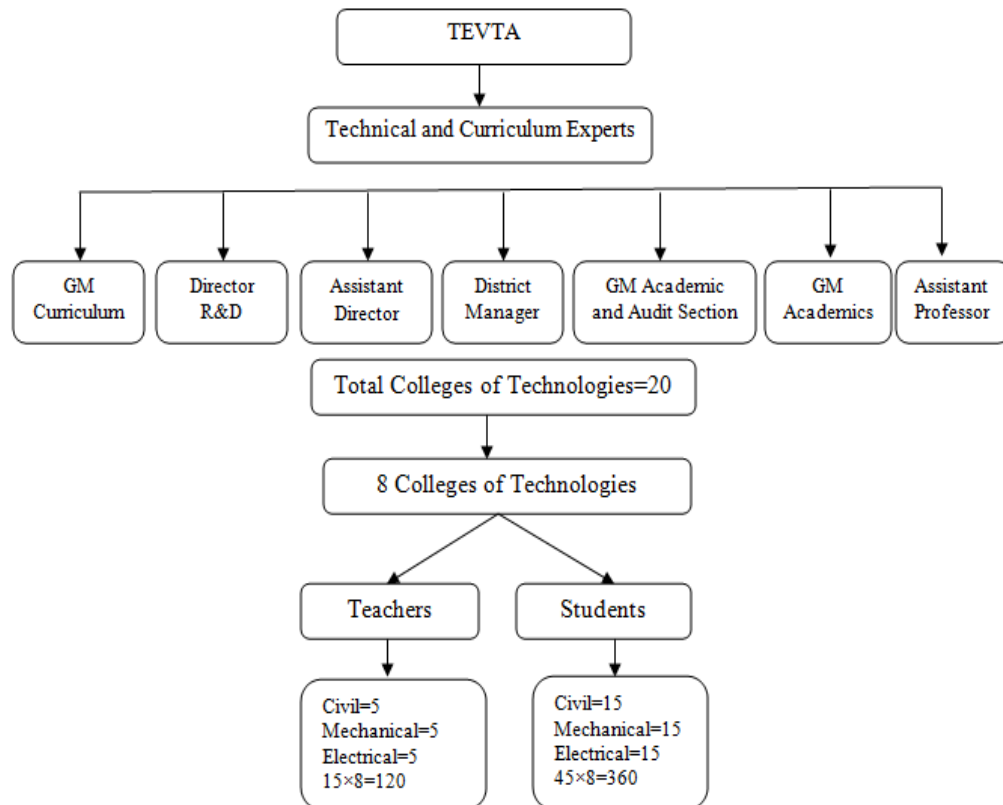 TEVTA
Technical and Curriculum Experts
GM
Curriculum
Director
R&D
Assistant
Director
District
Manager
GM Academic
and Audit Section
GM
Academics
Assistant
Professor
Total Colleges of Technologies=20
8 Colleges of Technologies
Teachers
Students
Civil=5
Mechanical=5
Electrical=5
15×8=120
Civil=15
Mechanical=15
Electrical=15
45×8=360